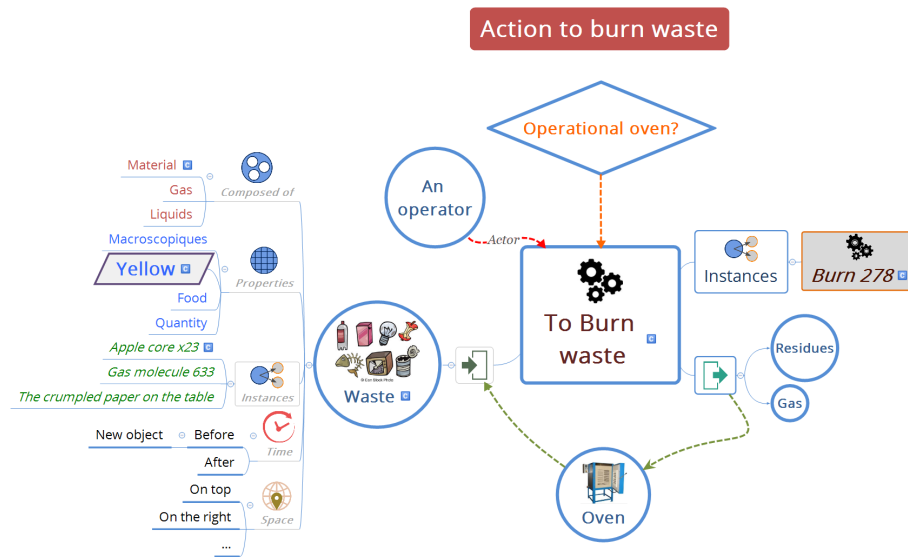 Action to burn waste
Operational oven?
An
operator
Actor
To Burn
waste
Instances
Burn 278
Residues
Gas
Oven
Waste
Composed of
Material
Gas
Liquids
Properties
Macroscopiques
Yellow
Food
Quantity
Instances
Apple core x23
Gas molecule 633
The crumpled paper on the table
Time
Before
New object
After
Space
On top
On the right
...